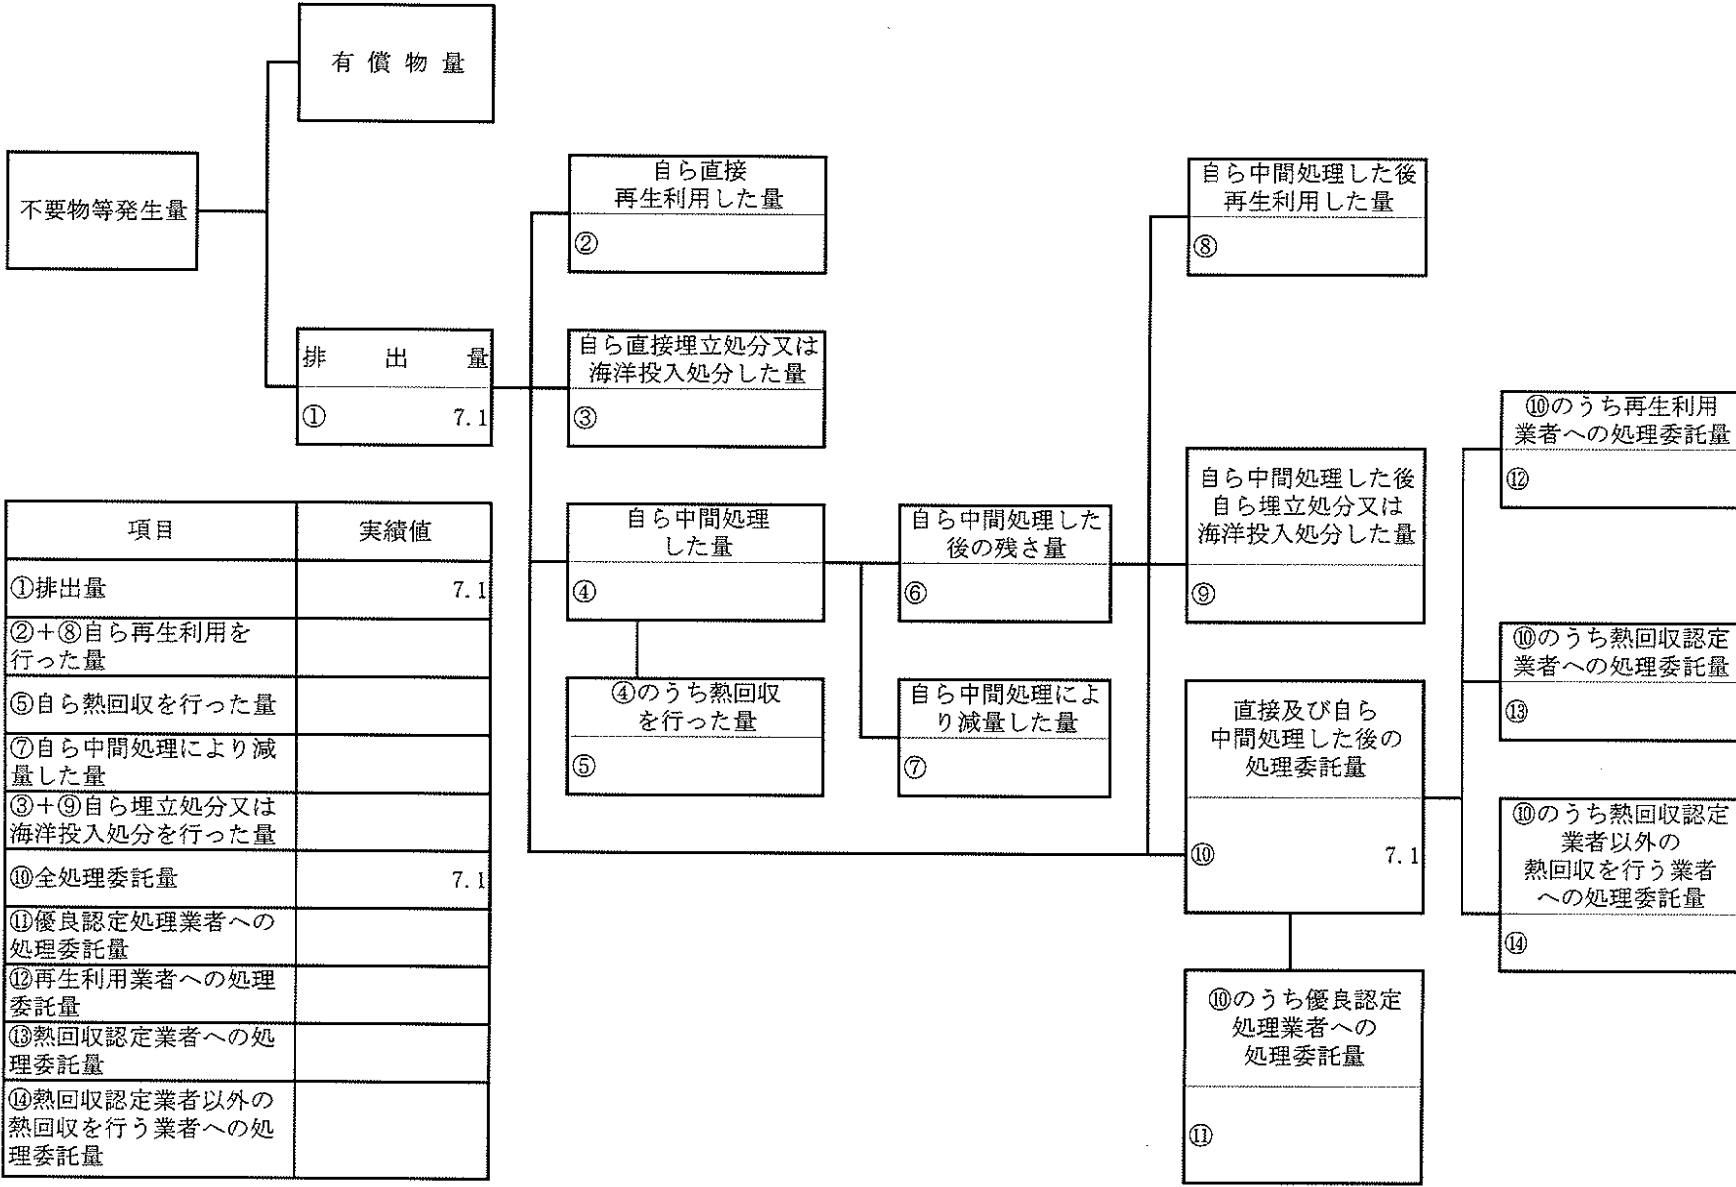 有償物量
不要物等発生量
排出量
① 7.1
自ら直接
再生利用した量
②
自ら直接埋立処分又は
海洋投入処分した量
③
自ら中間処理
した量
④
④のうち熱回収
を行った量
⑤
自ら中間処理した
後の残さ量
⑥
自ら中間処理によ
り減量した量
⑦
自ら中間処理した後
再生利用した量
⑧
自ら中間処理した後
自ら埋立処分又は
海洋投入処分した量
⑨
直接及び自ら
中間処理した後の
処理委託量
⑩ 7.1
⑩のうち優良認定
処理業者への
処理委託量
⑪
⑩のうち再生利用
業者への処理委託量
⑫
⑩のうち熱回収認定
業者への処理委託量
⑬
⑩のうち熱回収認定
業者以外の
熱回収を行う業者
への処理委託量
⑭
項目 実績値
①排出量 7.1
②+⑧自ら再生利用を
行った量
⑤自ら熱回収を行った量
⑦自ら中間処理により減
量した量
③+⑨自ら埋立処分又は
海洋投入処分を行った量
⑩全処理委託量 7.1
⑪優良認定処理業者への
処理委託量
⑫再生利用業者への処理
委託量
⑬熱回収認定業者への処
理委託量
⑭熱回収認定業者以外の
熱回収を行う業者への処
理委託量